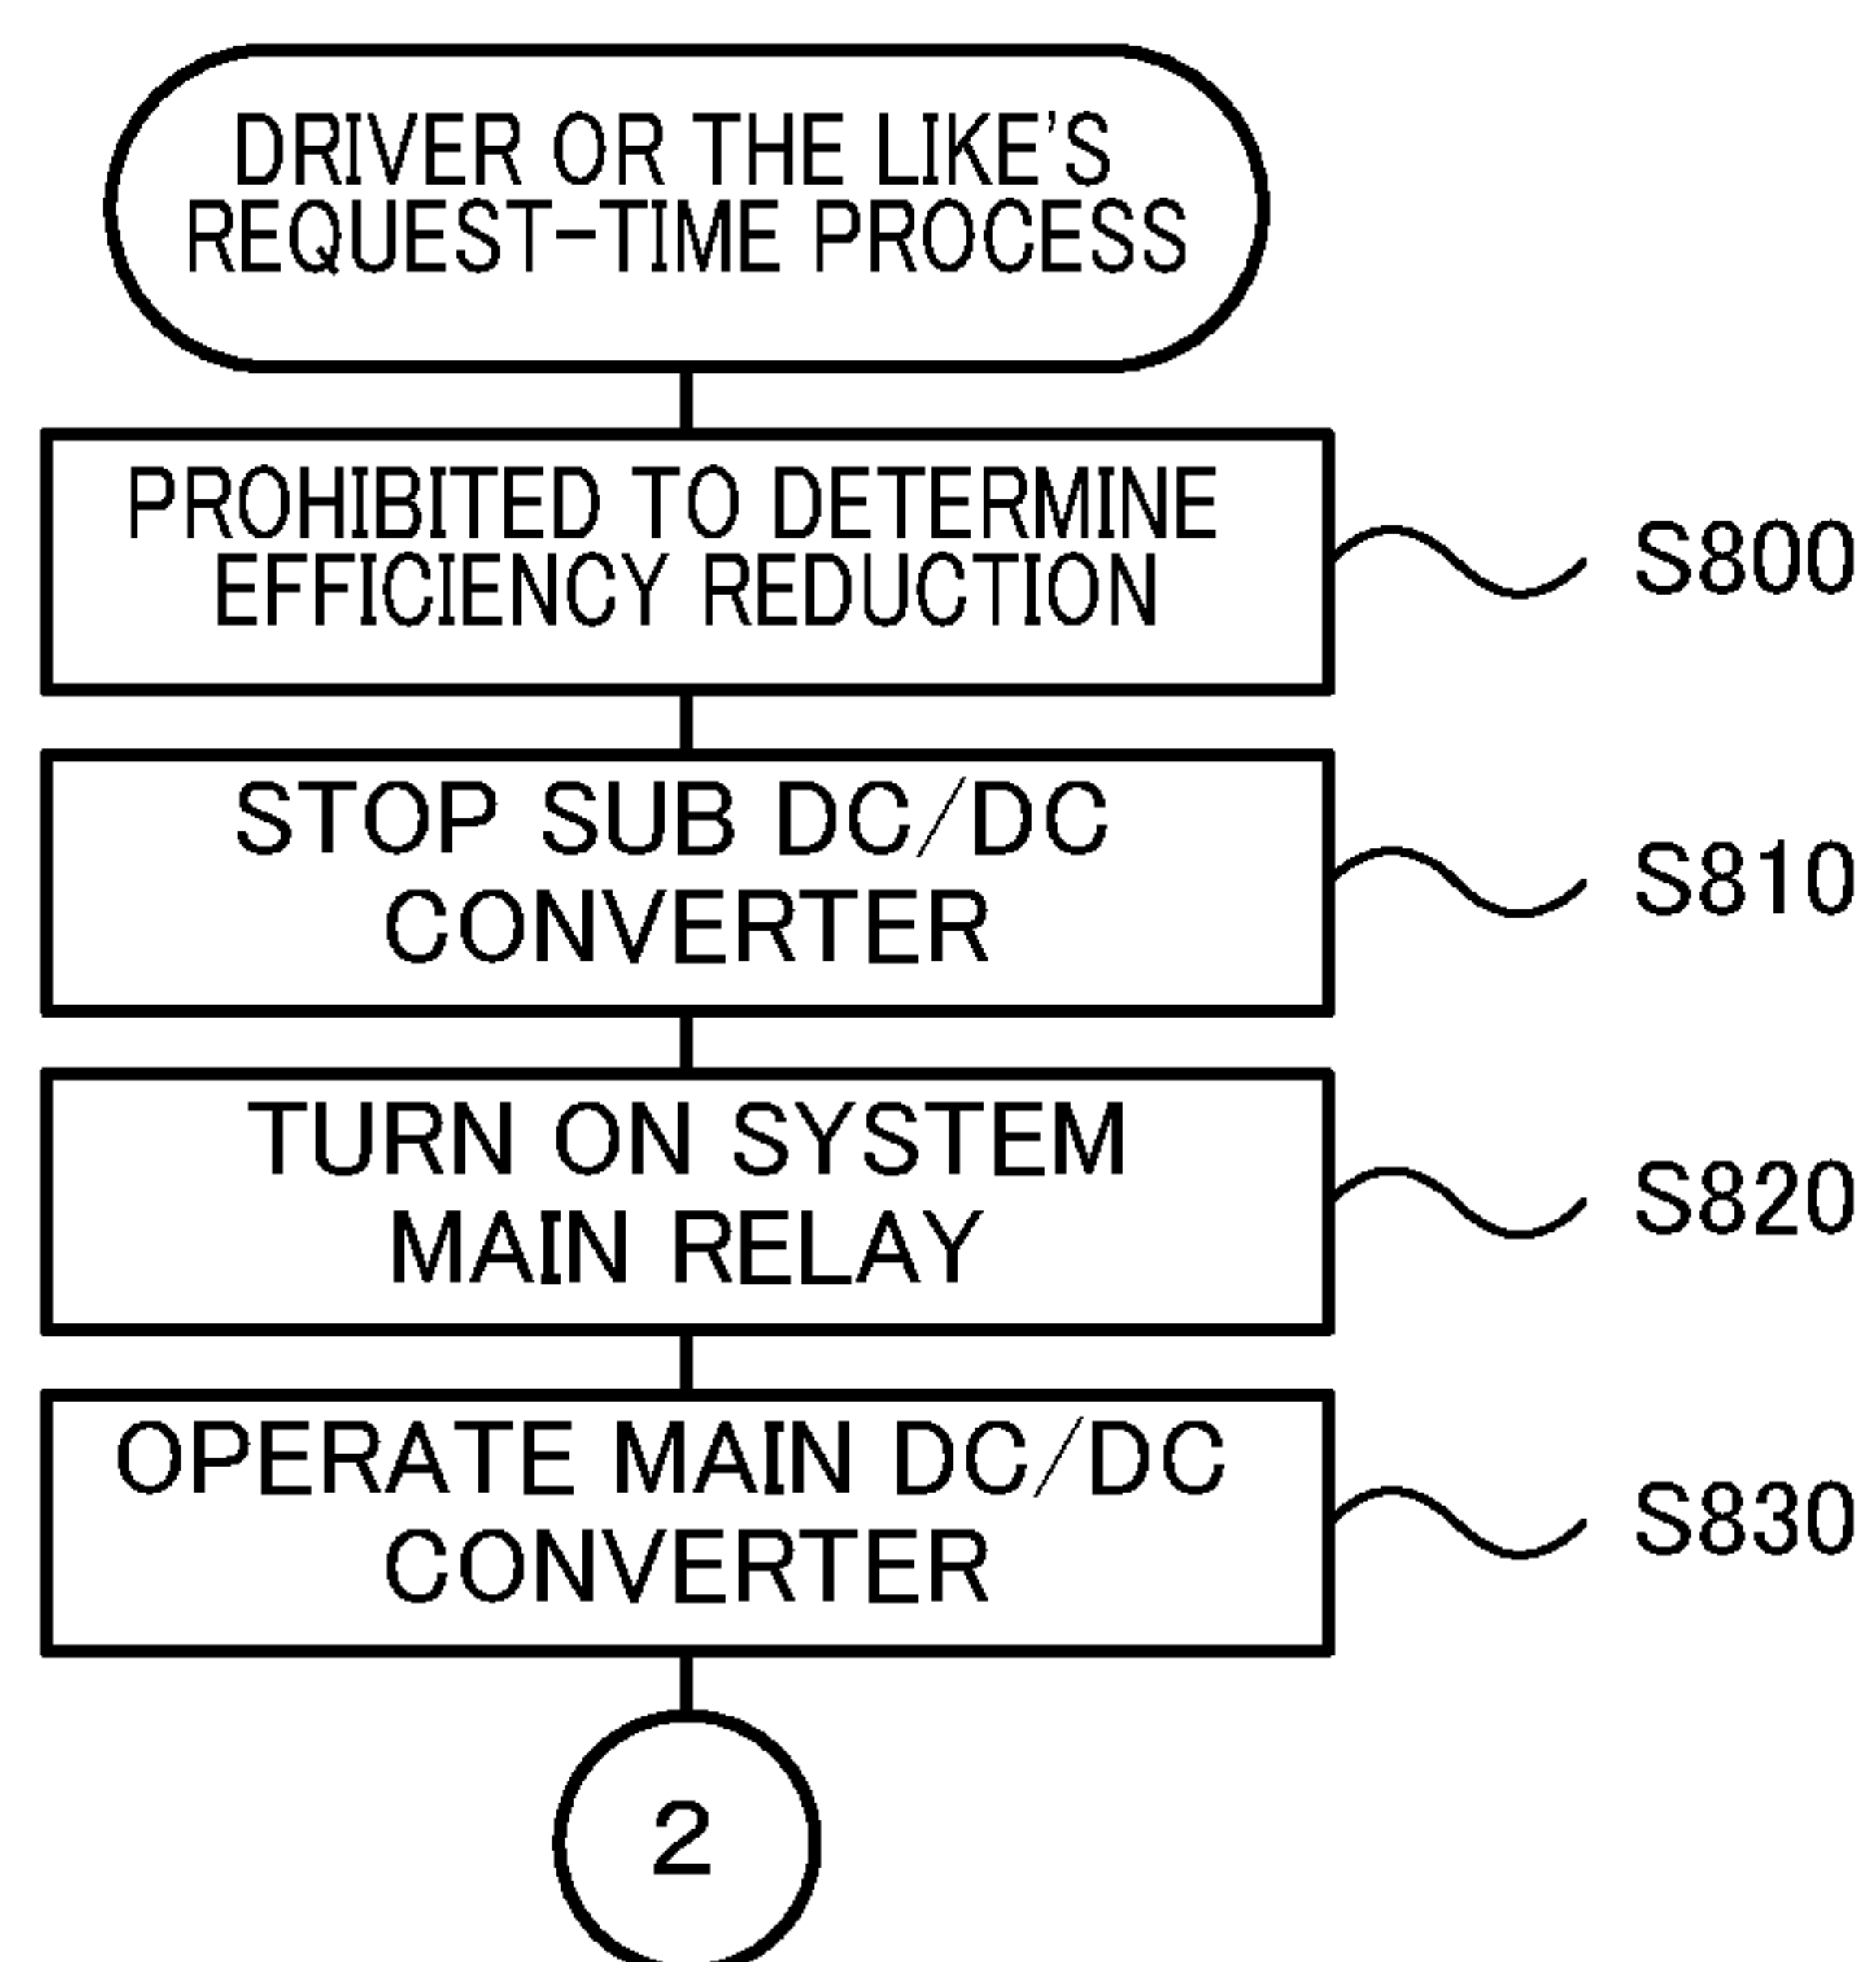 DRIVER OR THE LIKE'S
REQUEST-TIME PROCESS
PROHIBITED TO DETERMINE
EFFICIENCY REDUCTION
S800
STOP SUB DC/DC
CONVERTER
S810
TURN ON SYSTEM
MAIN RELAY
S820
OPERATE MAIN DC/DC
CONVERTER
S830
2